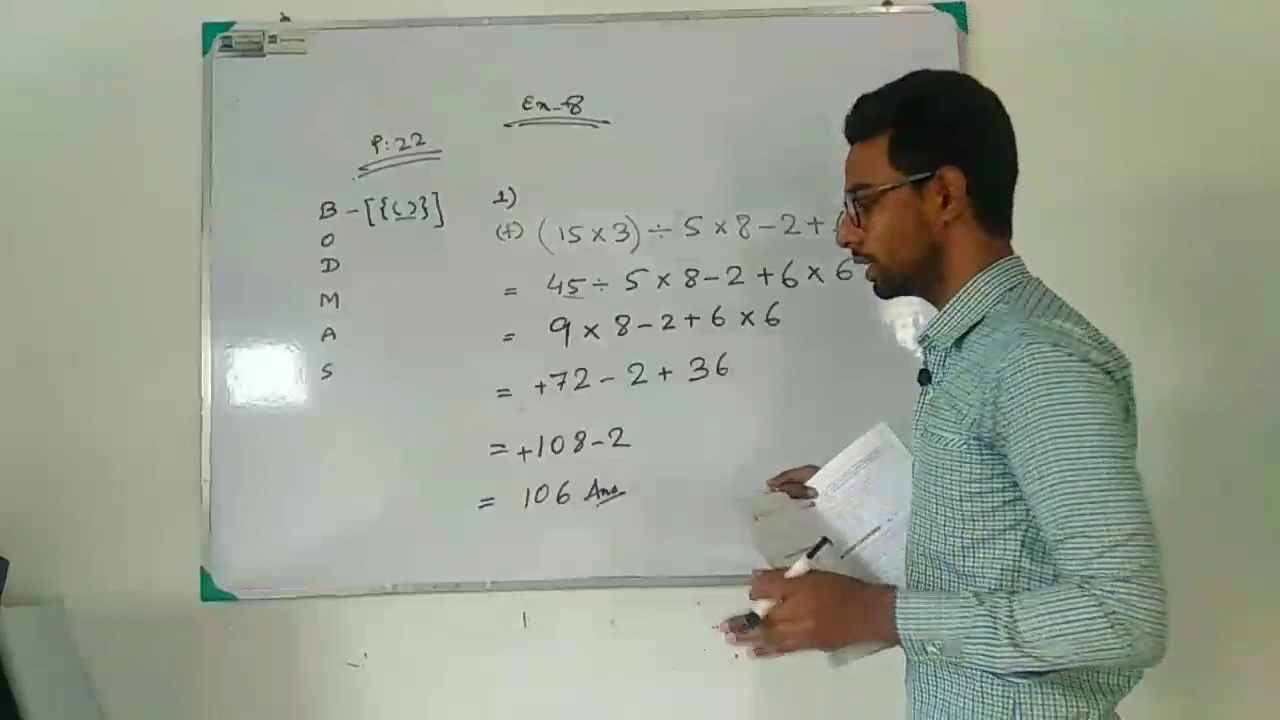 Ex-8
P:22
B - [{( )}]
O
D
M
A
S
1)
(f) (15 × 3) ÷ 5 × 8 - 2 +
= 45 ÷ 5 × 8 - 2 + 6 × 6
= 9 × 8 - 2 + 6 × 6
= +72 - 2 + 36
= +108 - 2
= 106 Ans